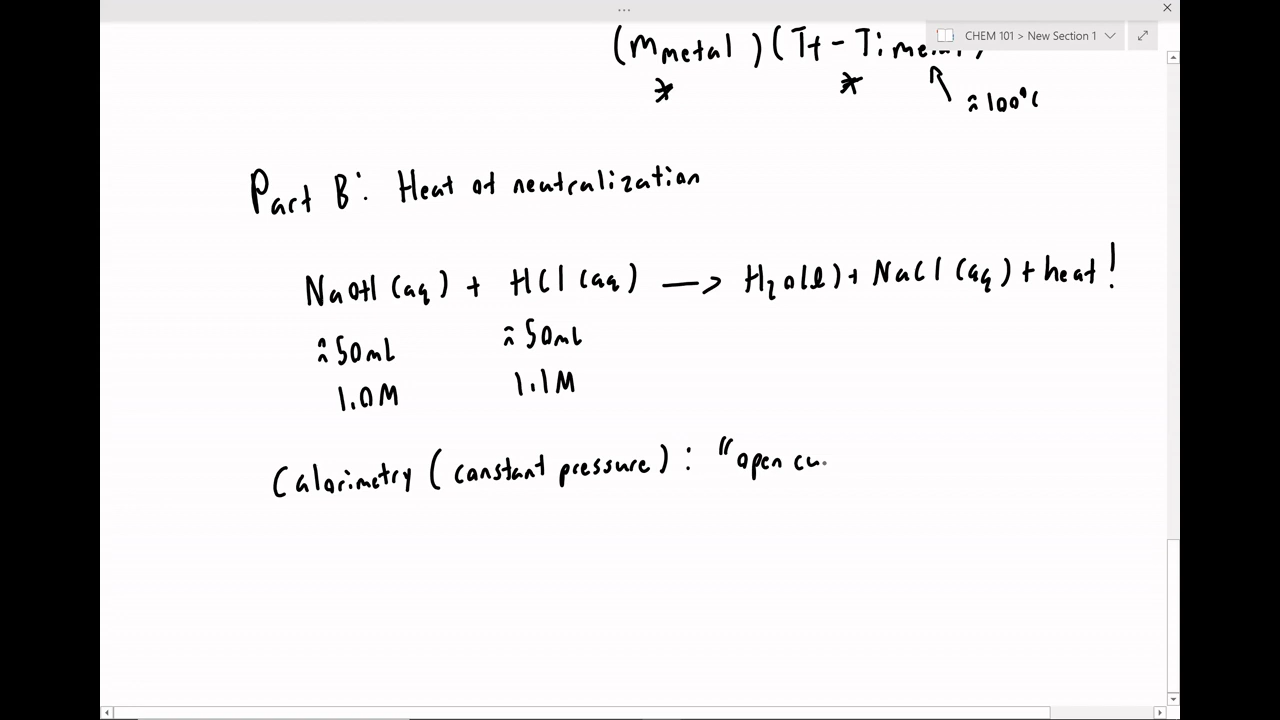 ...
CHEM 101 > New Section 1
(m metal)(Tf - Ti metal)
* *
≈100°C
Part B: Heat of neutralization
NaOH(aq) + HCl(aq) → H₂O(l) + NaCl(aq) + heat!
≈50mL ≈50mL
1.0M 1.1M
Calorimetry (constant pressure): "open cu